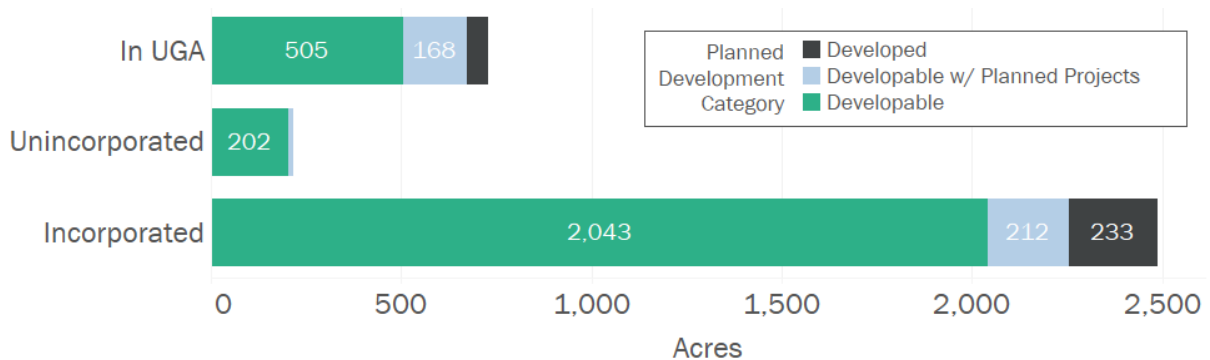 In UGA
505
168
Planned
Development
Category
Developed
Developable w/ Planned Projects
Developable
Unincorporated
202
Incorporated
2,043
212
233
0
500
1,000
1,500
2,000
2,500
Acres